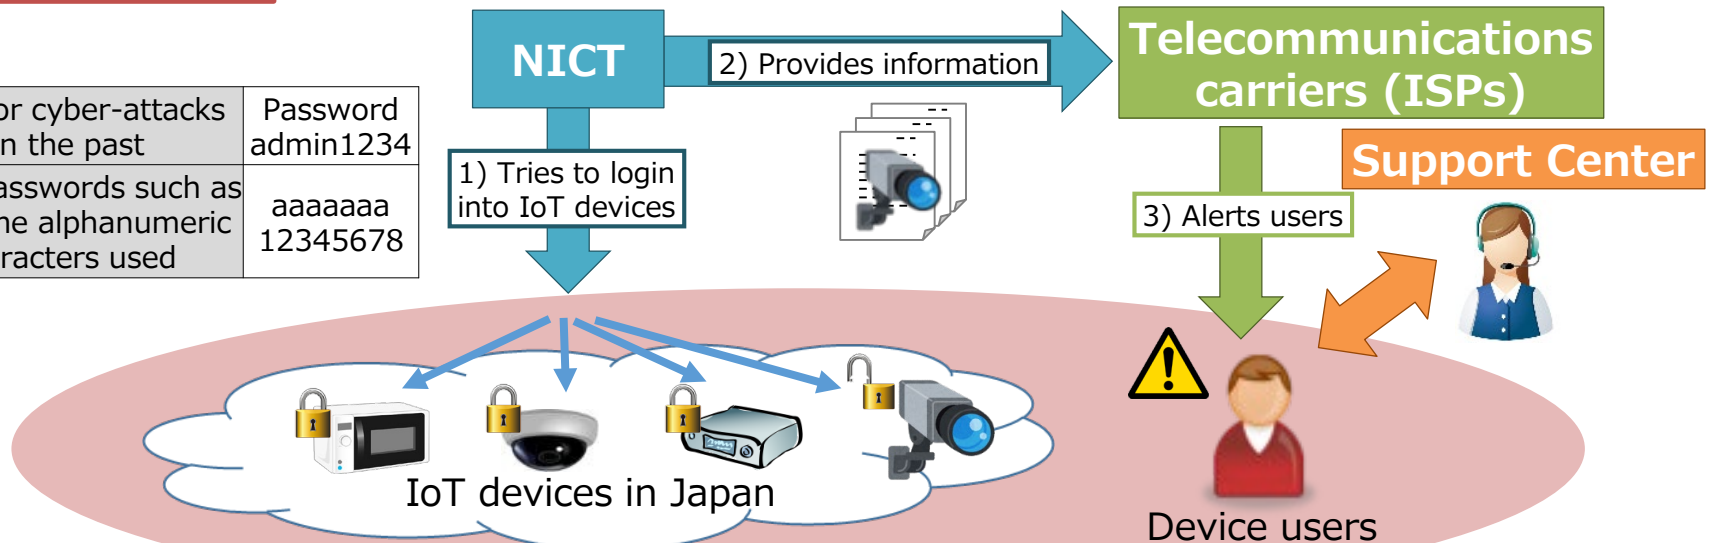 NICT
2) Provides information
Telecommunications
carriers (ISPs)
or cyber-attacks
n the past
Password
admin1234
asswords such as
me alphanumeric
racters used
aaaaaaa
12345678
1) Tries to login
into IoT devices
Support Center
3) Alerts users
IoT devices in Japan
Device users